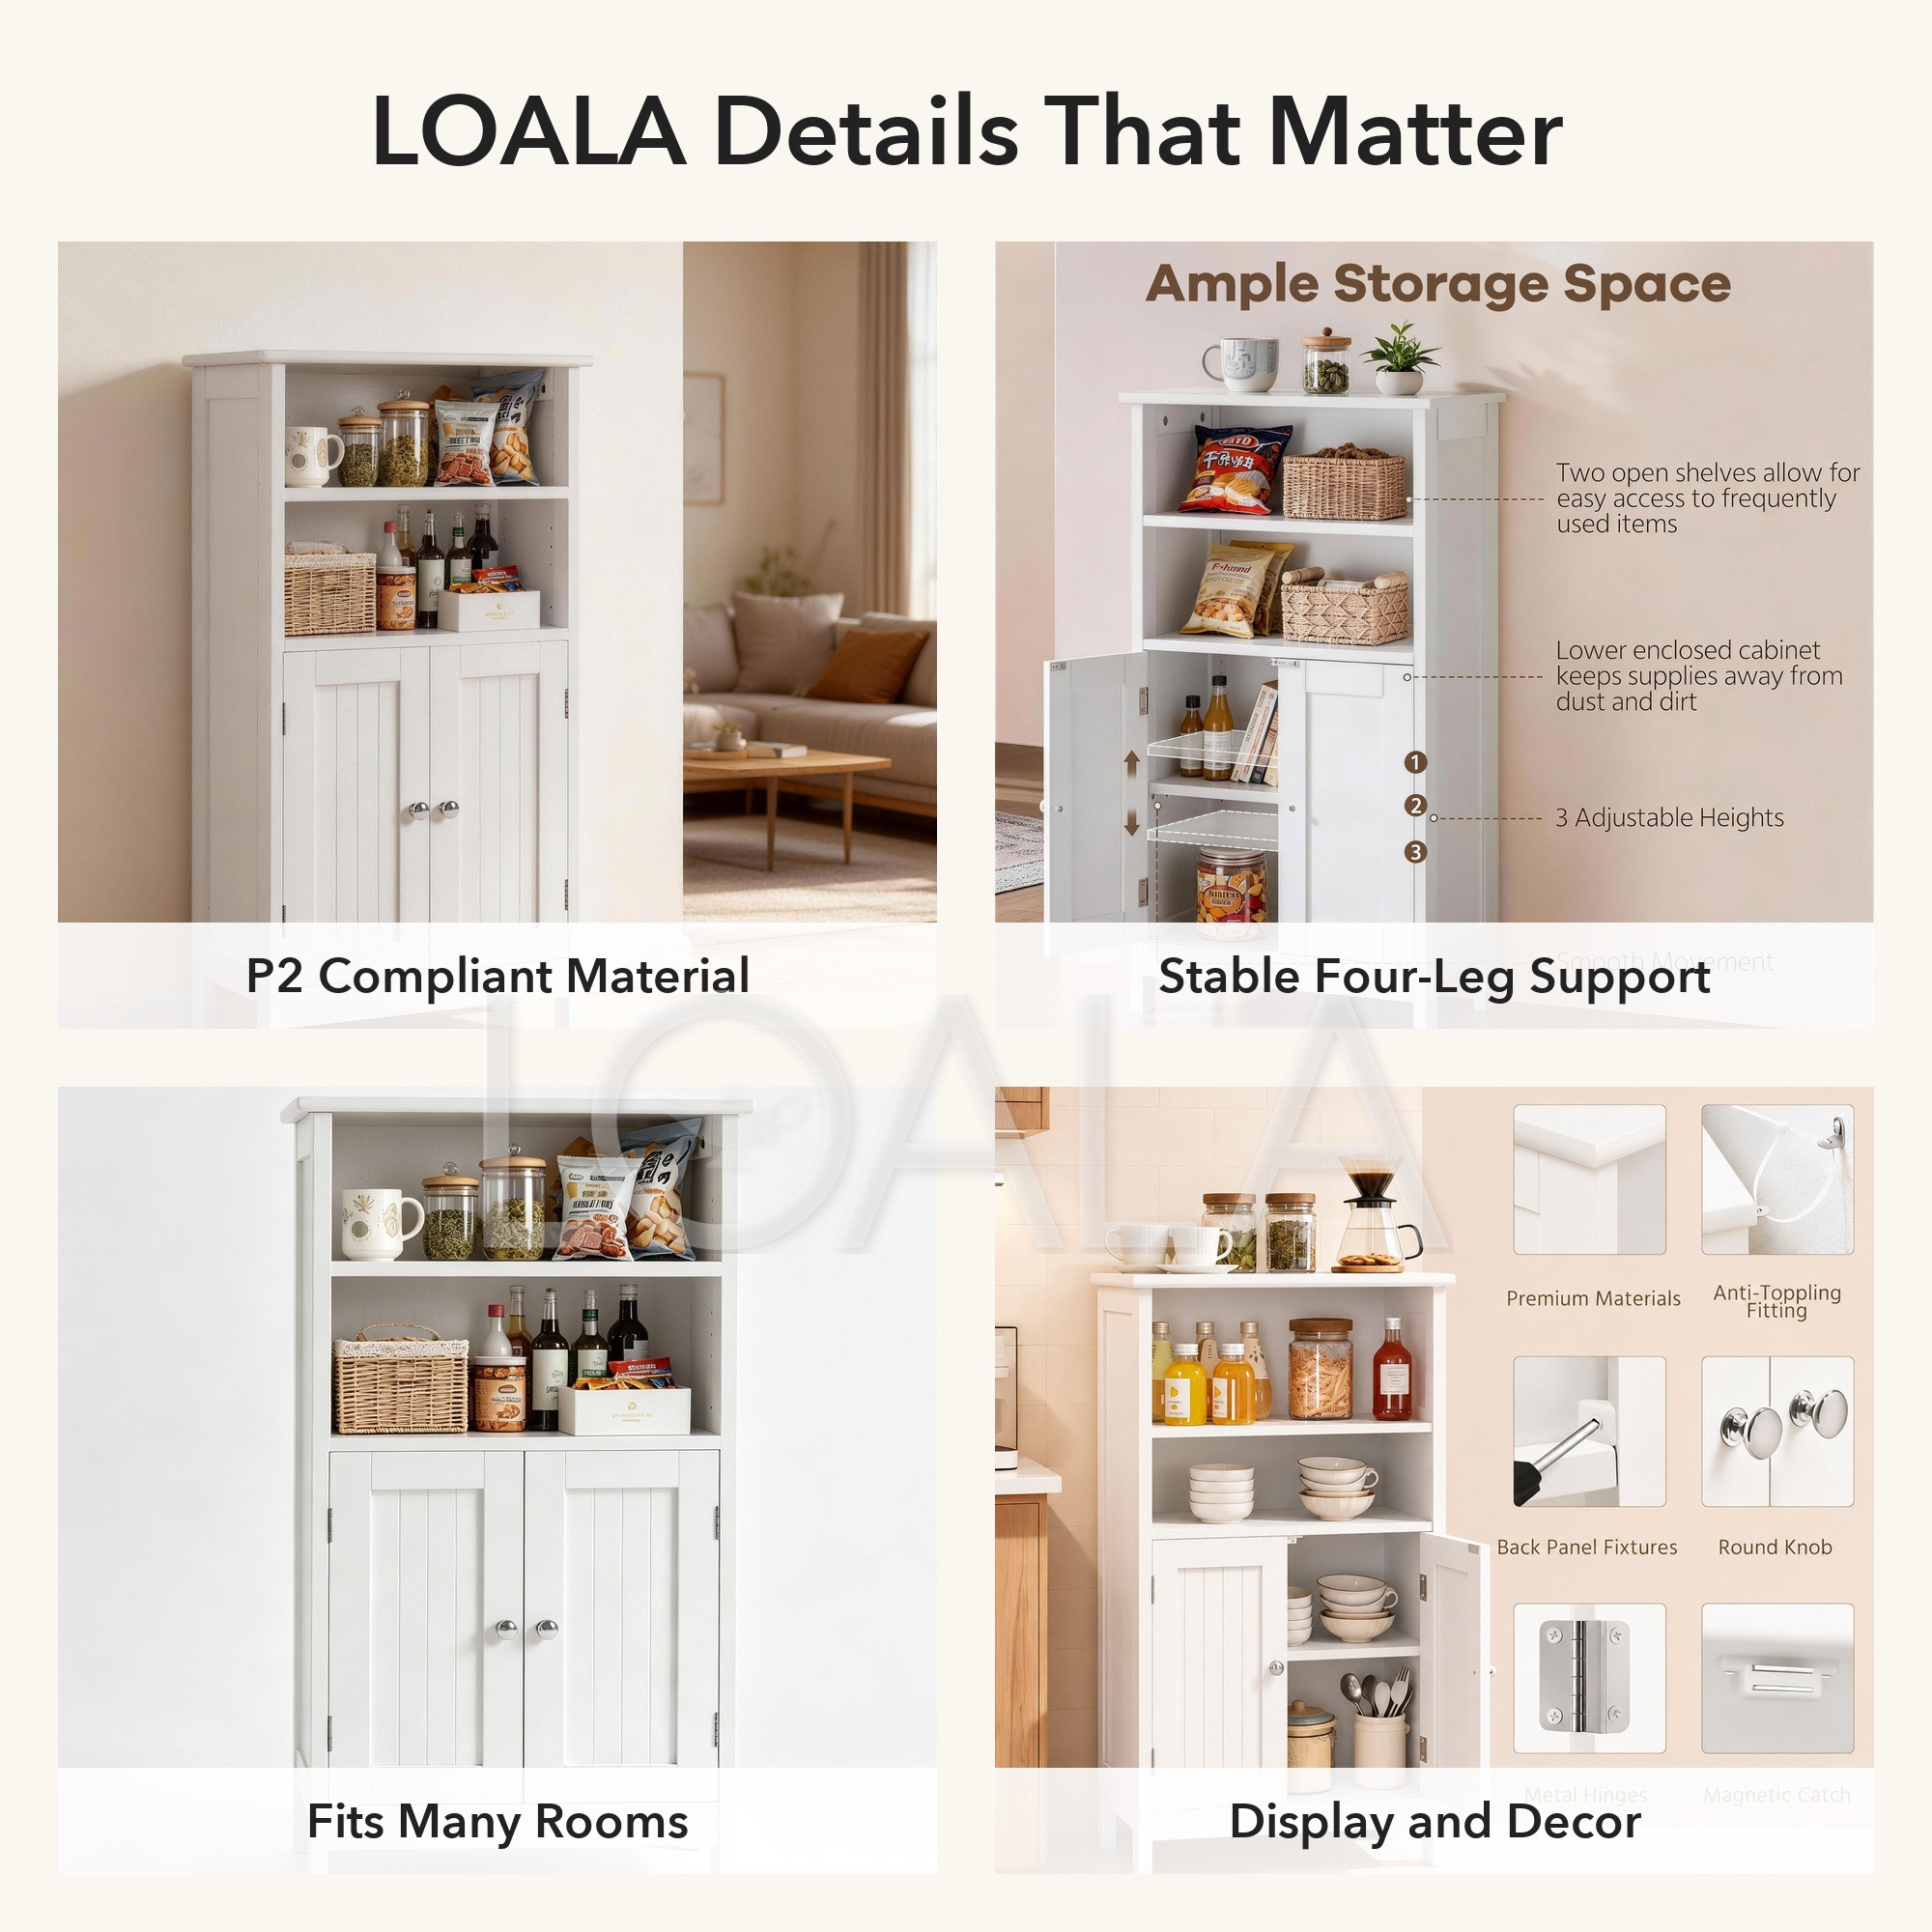 LOALA Details That Matter
Ample Storage Space
Two open shelves allow for
easy access to frequently
used items
Lower enclosed cabinet
keeps supplies away from
dust and dirt
1
2
3 Adjustable Heights
3
Smooth Movement
P2 Compliant Material
Stable Four-Leg Support
LOALA
Premium Materials
Anti-Toppling
Fitting
Back Panel Fixtures
Round Knob
Metal Hinges
Magnetic Catch
Fits Many Rooms
Display and Decor